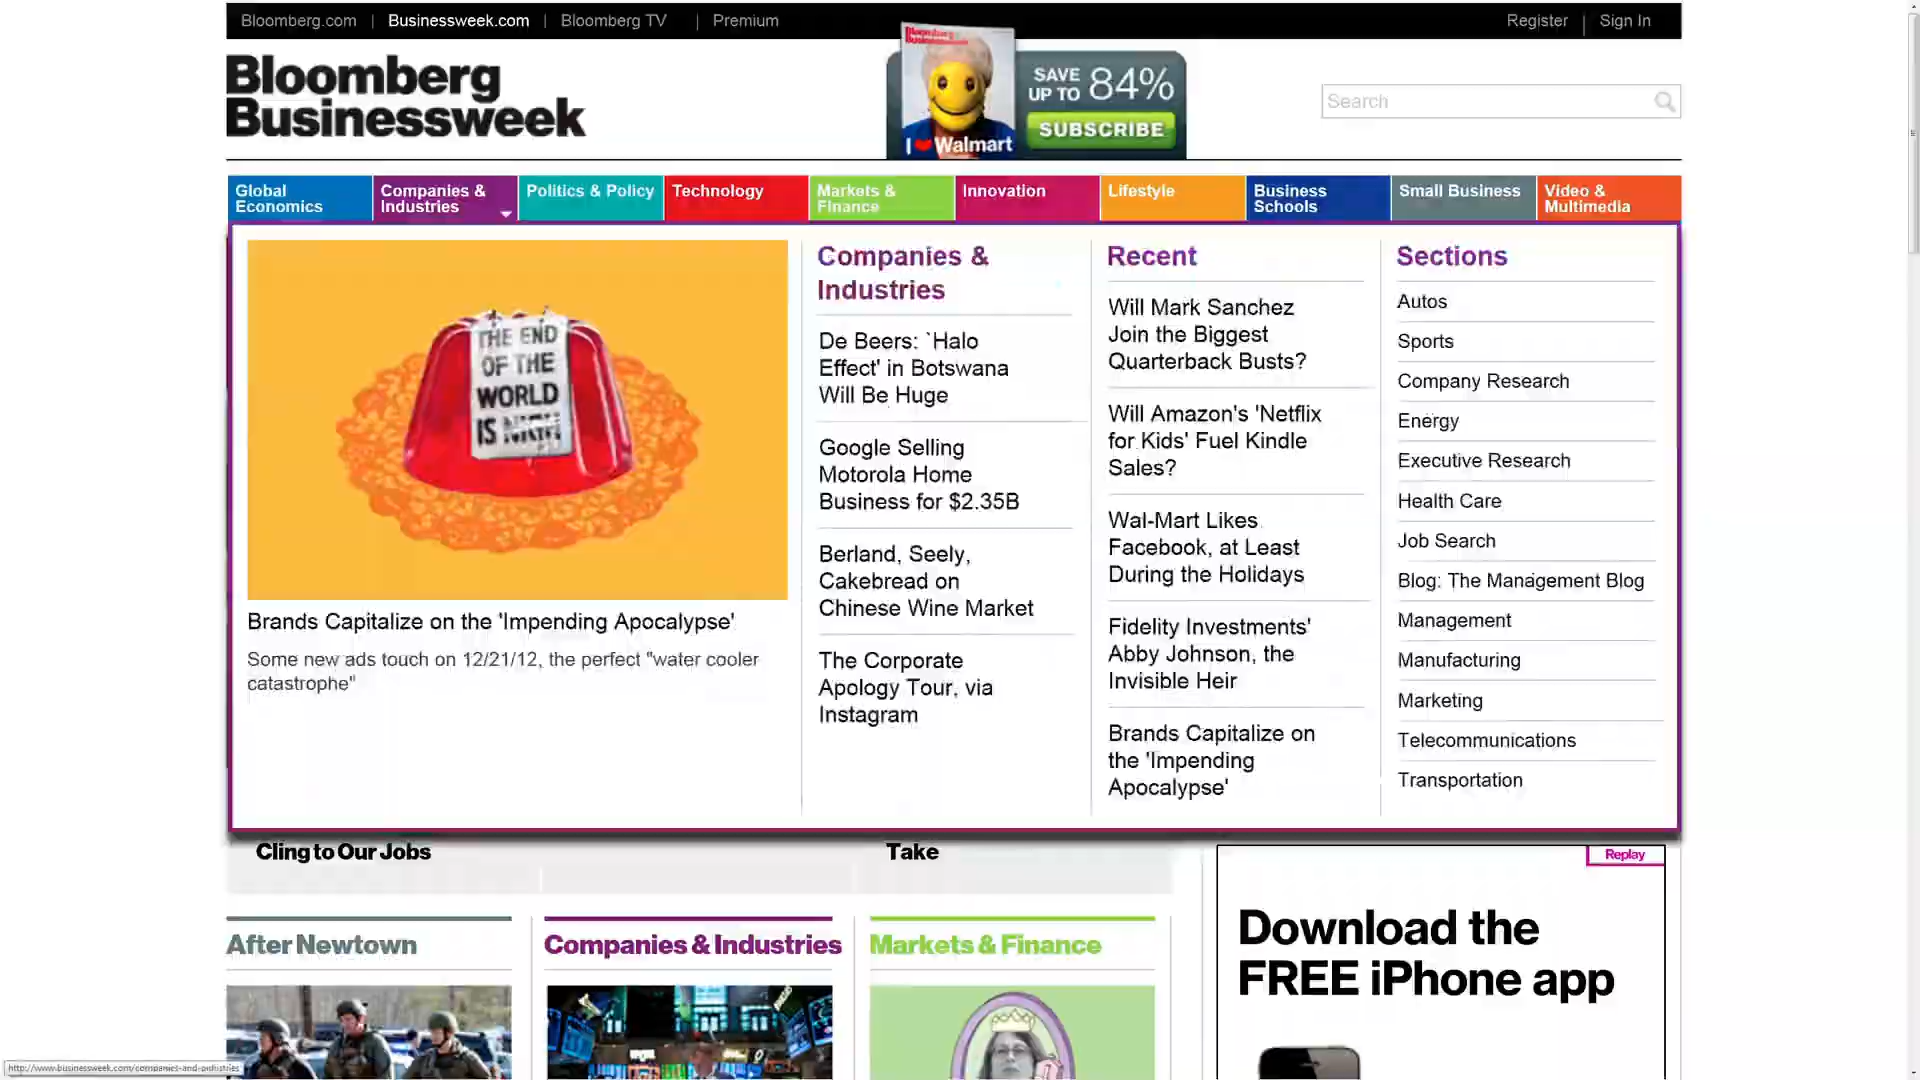 Bloomberg.com | Businessweek.com | Bloomberg TV | Premium
Register | Sign In
Bloomberg
Businessweek
I Walmart
SAVE
UP TO 84%
SUBSCRIBE
Search
Global
Economics
Companies &
Industries
Politics & Policy
Technology
Markets &
Finance
Innovation
Lifestyle
Business
Schools
Small Business
Video &
Multimedia
THE END
OF THE
WORLD
IS NIGH
Brands Capitalize on the 'Impending Apocalypse'
Some new ads touch on 12/21/12, the perfect "water cooler
catastrophe"
Companies &
Industries
De Beers: `Halo
Effect' in Botswana
Will Be Huge
Google Selling
Motorola Home
Business for $2.35B
Berland, Seely,
Cakebread on
Chinese Wine Market
The Corporate
Apology Tour, via
Instagram
Recent
Will Mark Sanchez
Join the Biggest
Quarterback Busts?
Will Amazon's 'Netflix
for Kids' Fuel Kindle
Sales?
Wal-Mart Likes
Facebook, at Least
During the Holidays
Fidelity Investments'
Abby Johnson, the
Invisible Heir
Brands Capitalize on
the 'Impending
Apocalypse'
Sections
Autos
Sports
Company Research
Energy
Executive Research
Health Care
Job Search
Blog: The Management Blog
Management
Manufacturing
Marketing
Telecommunications
Transportation
Cling to Our Jobs
Take
Replay
After Newtown
Companies & Industries
Markets & Finance
Download the
FREE iPhone app
http://www.businessweek.com/companies-and-industries